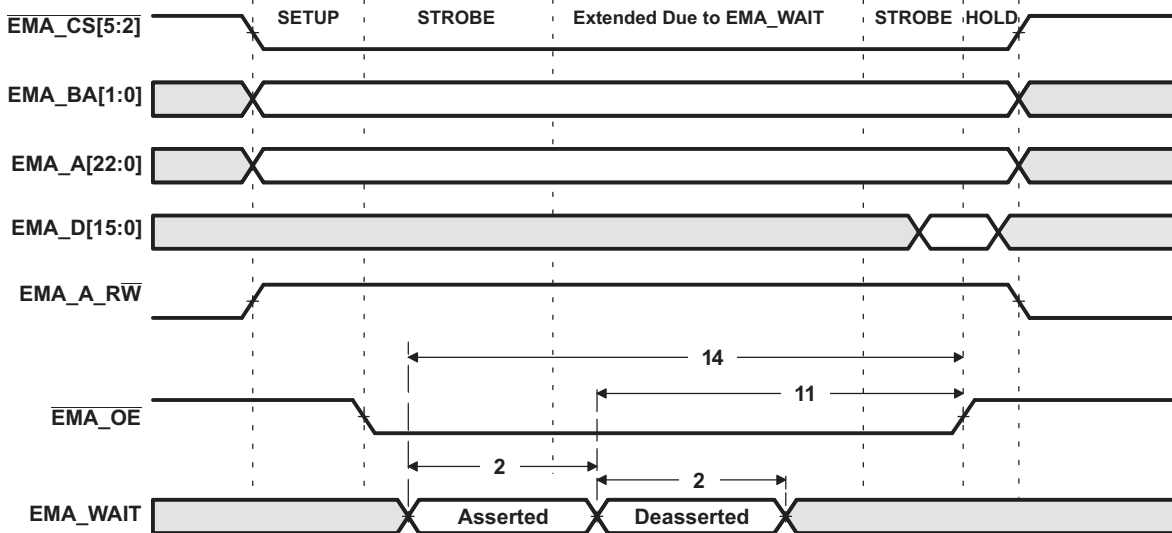 SETUP STROBE Extended Due to EMA_WAIT STROBE HOLD
EMA_CS[5:2]
EMA_BA[1:0]
EMA_A[22:0]
EMA_D[15:0]
EMA_A_RW
14
11
EMA_OE
2
2
EMA_WAIT Asserted Deasserted